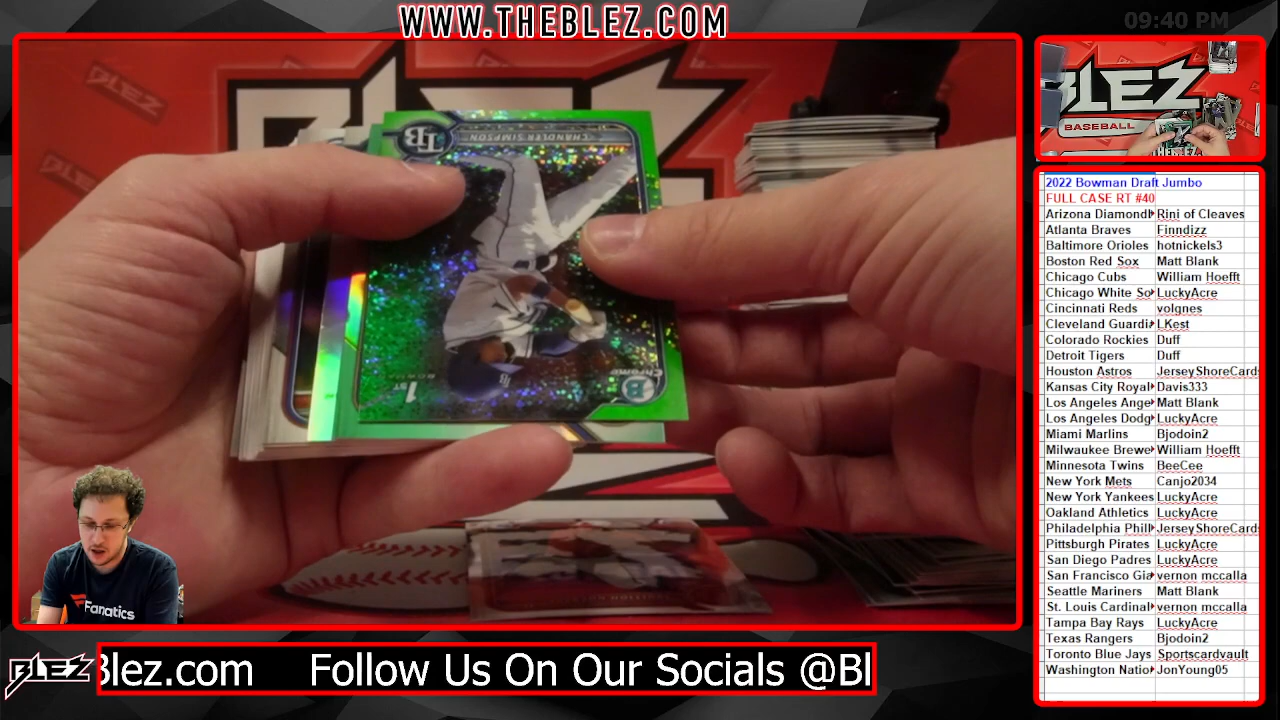 WWW.THEBLEZ.COM
09:40 PM
BLEZ
BLEZ
TB
CHANDLER SIMPSON
1ST
BOWMAN
Chrome
BLEZ
BASEBALL
2022 Bowman Draft Jumbo
FULL CASE RT #40
Arizona Diamondb Rini of Cleaves
Atlanta Braves Finndizz
Baltimore Orioles hotnickels3
Boston Red Sox Matt Blank
Chicago Cubs William Hoefft
Chicago White So LuckyAcre
Cincinnati Reds volgnes
Cleveland Guardi LKest
Colorado Rockies Duff
Detroit Tigers Duff
Houston Astros JerseyShoreCards
Kansas City Royal Davis333
Los Angeles Ange Matt Blank
Los Angeles Dodg LuckyAcre
Miami Marlins Bjodoin2
Milwaukee Brewe William Hoefft
Minnesota Twins BeeCee
New York Mets Canjo2034
New York Yankees LuckyAcre
Oakland Athletics LuckyAcre
Philadelphia Phill JerseyShoreCards
Pittsburgh Pirates LuckyAcre
San Diego Padres LuckyAcre
San Francisco Gia vernon mccalla
Seattle Mariners Matt Blank
St. Louis Cardinal vernon mccalla
Tampa Bay Rays LuckyAcre
Texas Rangers Bjodoin2
Toronto Blue Jays Sportscardvault
Washington Natio JonYoung05
Fanatics
BLEZ
Blez.com Follow Us On Our Socials @Bl